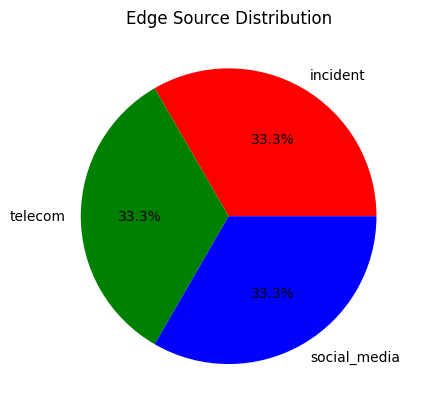 Edge Source Distribution
incident
33.3%
telecom
33.3%
33.3%
social_media